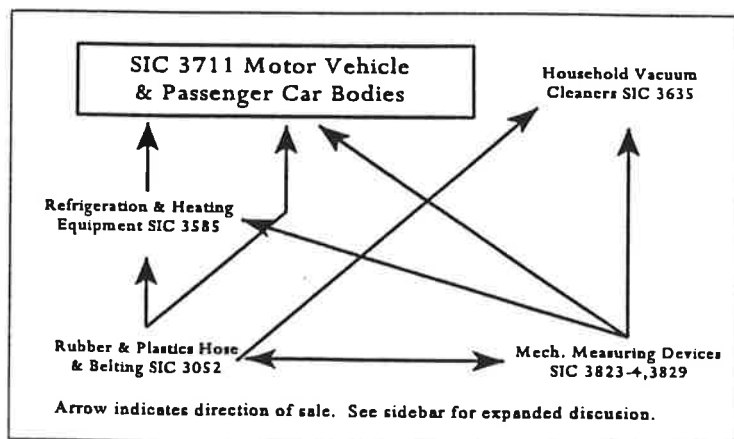 SIC 3711 Motor Vehicle
& Passenger Car Bodies
Household Vacuum
Cleaners SIC 3635
Refrigeration & Heating
Equipment SIC 3585
Rubber & Plastics Hose
& Belting SIC 3052
Mech. Measuring Devices
SIC 3823-4,3829
Arrow indicates direction of sale. See sidebar for expanded discusion.